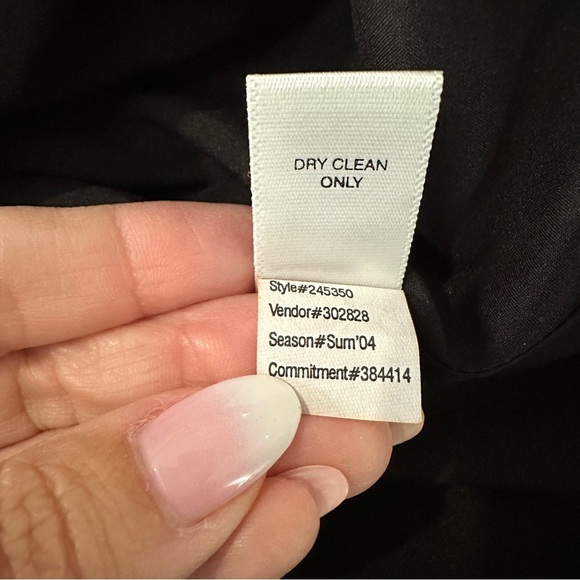 DRY CLEAN
ONLY
Style#245350
Vendor#302828
Season#Sum'04
Commitment#384414